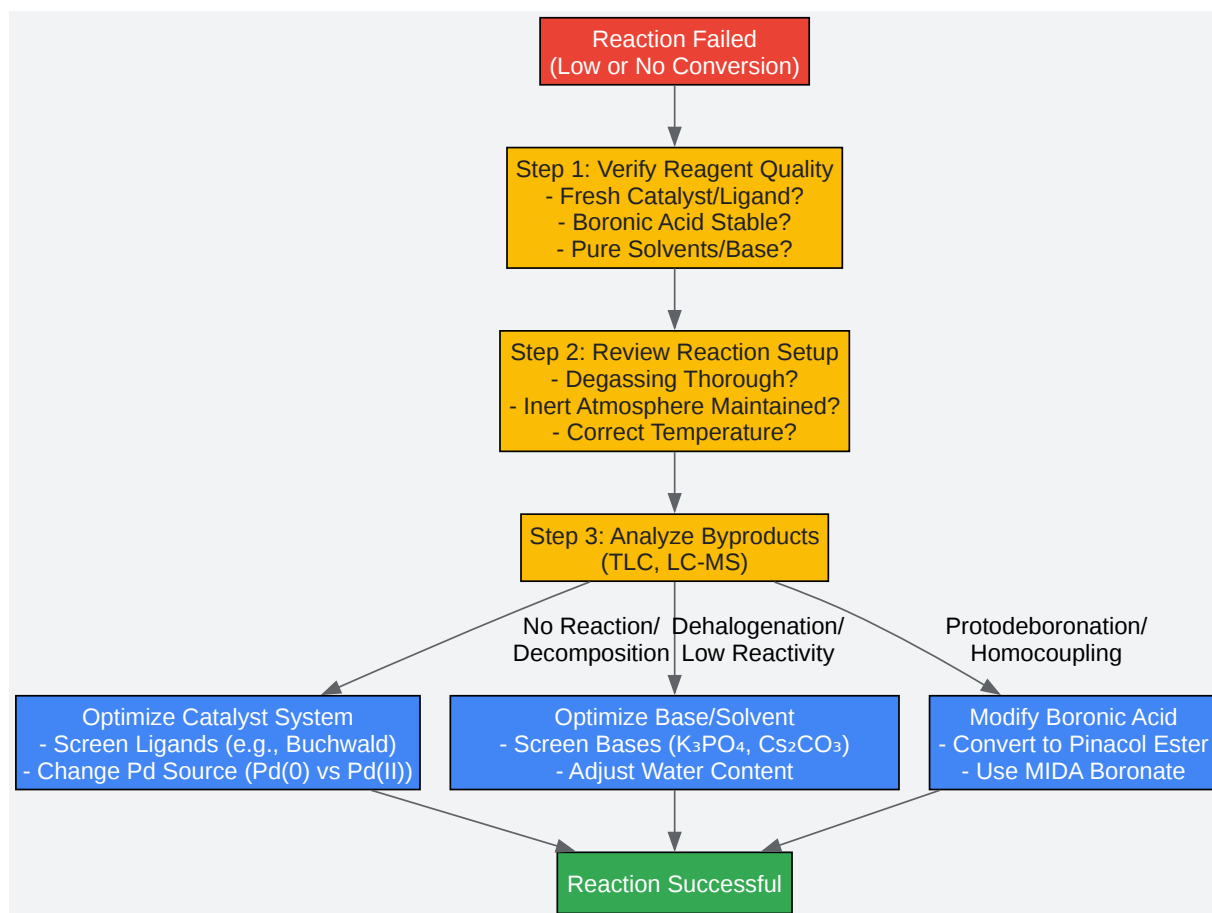 Reaction Failed
(Low or No Conversion)
Step 1: Verify Reagent Quality
- Fresh Catalyst/Ligand?
- Boronic Acid Stable?
- Pure Solvents/Base?
Step 2: Review Reaction Setup
- Degassing Thorough?
- Inert Atmosphere Maintained?
- Correct Temperature?
Step 3: Analyze Byproducts
(TLC, LC-MS)
No Reaction/
Decomposition
Dehalogenation/
Low Reactivity
Protodeboronation/
Homocoupling
Optimize Catalyst System
- Screen Ligands (e.g., Buchwald)
- Change Pd Source (Pd(0) vs Pd(II))
Optimize Base/Solvent
- Screen Bases (K₃PO₄, Cs₂CO₃)
- Adjust Water Content
Modify Boronic Acid
- Convert to Pinacol Ester
- Use MIDA Boronate
Reaction Successful